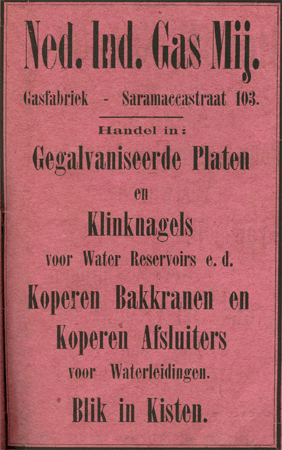 Ned. Ind. Gas Mij.
Gasfabriek - Saramaccastraat 103.
Handel in:
Gegalvaniseerde Platen
en
Klinknagels
voor Water Reservoirs e. d.
Koperen Bakkranen en
Koperen Afsluiters
voor Waterleidingen.
Blik in Kisten.